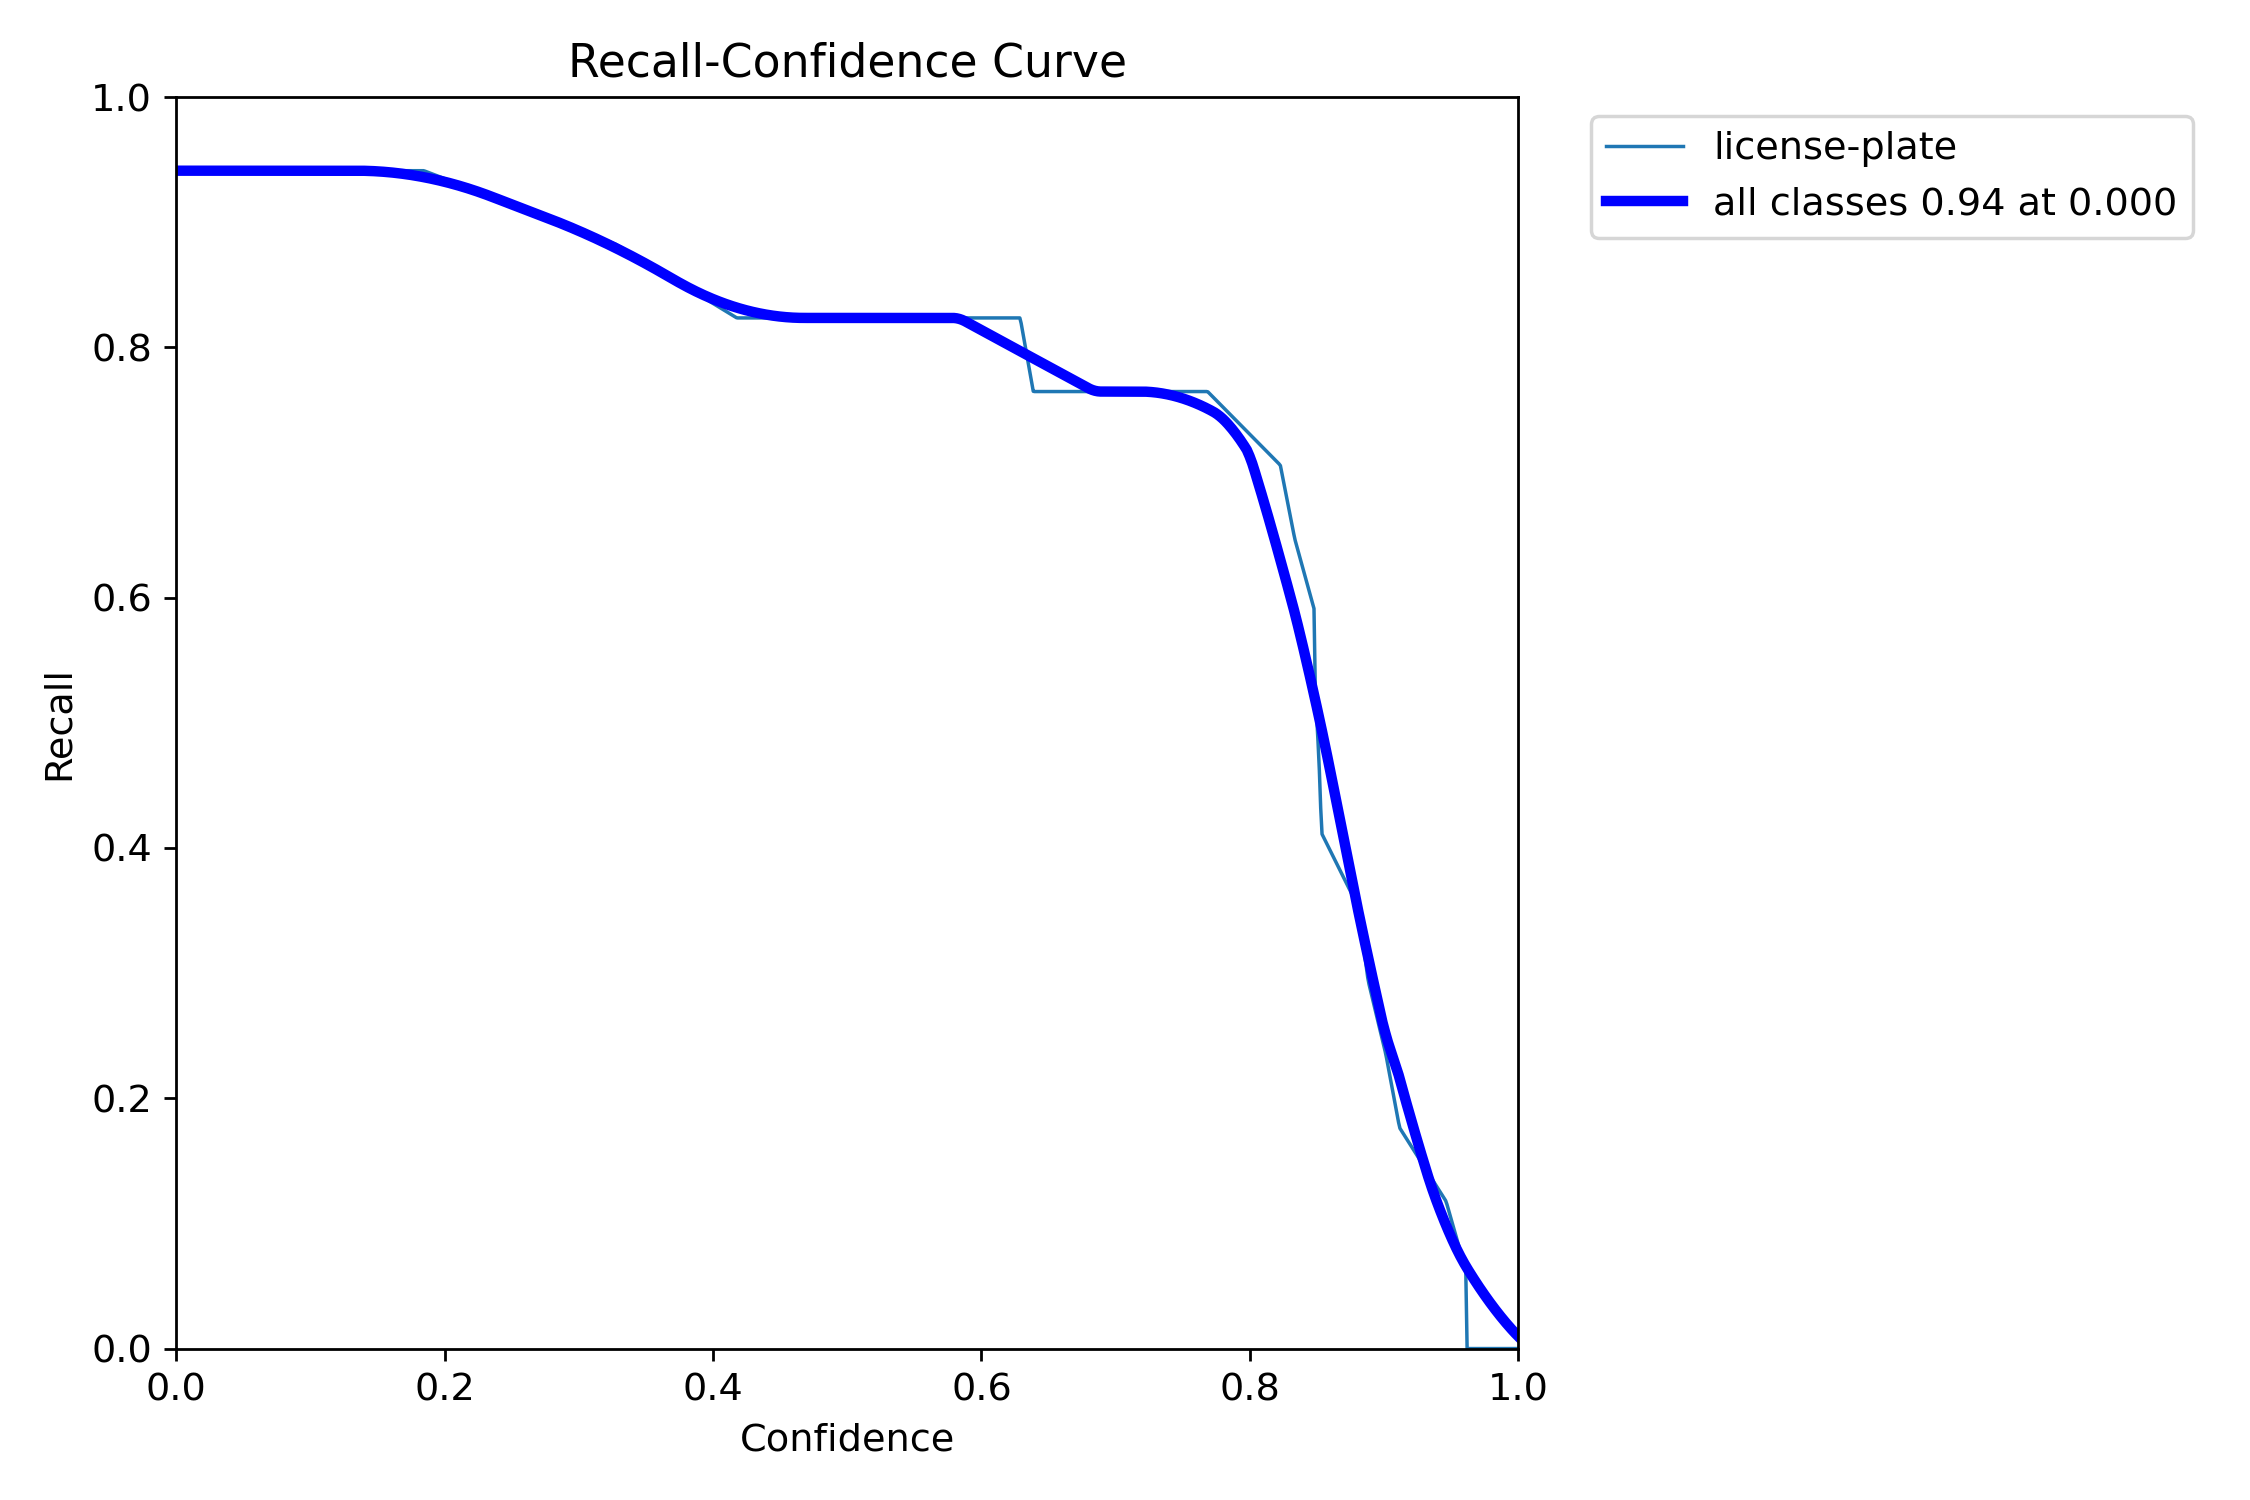 Recall-Confidence Curve
license-plate
all classes 0.94 at 0.000
1.0
0.8
0.6
0.4
0.2
0.0
Recall
0.0 0.2 0.4 0.6 0.8 1.0
Confidence